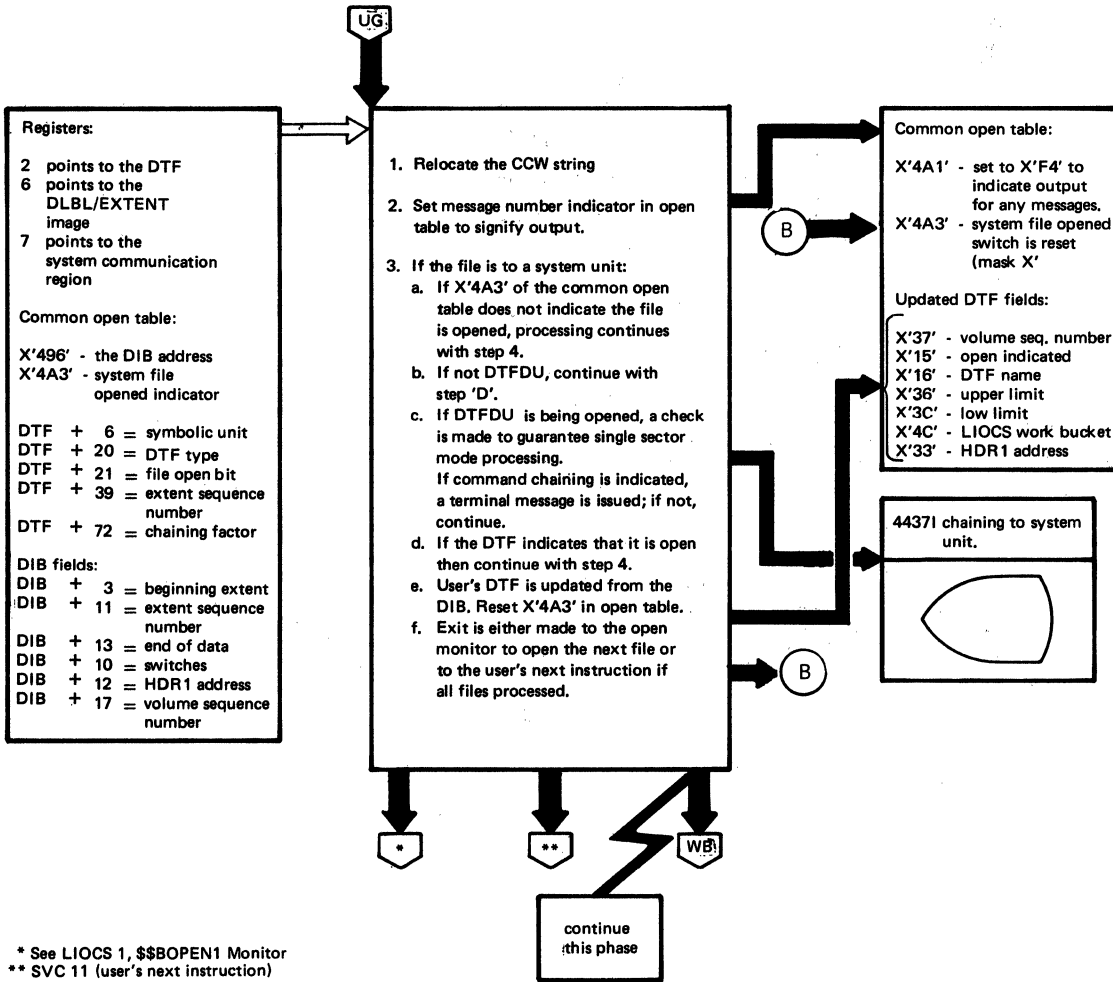 UG
Registers:
2 points to the DTF
6 points to the
DLBL/EXTENT
image
7 points to the
system communication
region
Common open table:
X'496' - the DIB address
X'4A3' - system file
opened indicator
DTF + 6 = symbolic unit
DTF + 20 = DTF type
DTF + 21 = file open bit
DTF + 39 = extent sequence
number
DTF + 72 = chaining factor
DIB fields:
DIB + 3 = beginning extent
DIB + 11 = extent sequence
number
DIB + 13 = end of data
DIB + 10 = switches
DIB + 12 = HDR1 address
DIB + 17 = volume sequence
number
1. Relocate the CCW string
2. Set message number indicator in open
table to signify output.
3. If the file is to a system unit:
a. If X'4A3' of the common open
table does not indicate the file
is opened, processing continues
with step 4.
b. If not DTFDU, continue with
step 'D'.
c. If DTFDU is being opened, a check
is made to guarantee single sector
mode processing.
If command chaining is indicated,
a terminal message is issued; if not,
continue.
d. If the DTF indicates that it is open
then continue with step 4.
e. User's DTF is updated from the
DIB. Reset X'4A3' in open table.
f. Exit is either made to the open
monitor to open the next file or
to the user's next instruction if
all files processed.
B
B
Common open table:
X'4A1' - set to X'F4' to
indicate output
for any messages.
X'4A3' - system file opened
switch is reset
(mask X'
Updated DTF fields:
X'37' - volume seq. number
X'15' - open indicated
X'16' - DTF name
X'36' - upper limit
X'3C' - low limit
X'4C' - LIOCS work bucket
X'33' - HDR1 address
4437I chaining to system
unit.
*
**
WB
continue
this phase
* See LIOCS 1, $$BOPEN1 Monitor
** SVC 11 (user's next instruction)